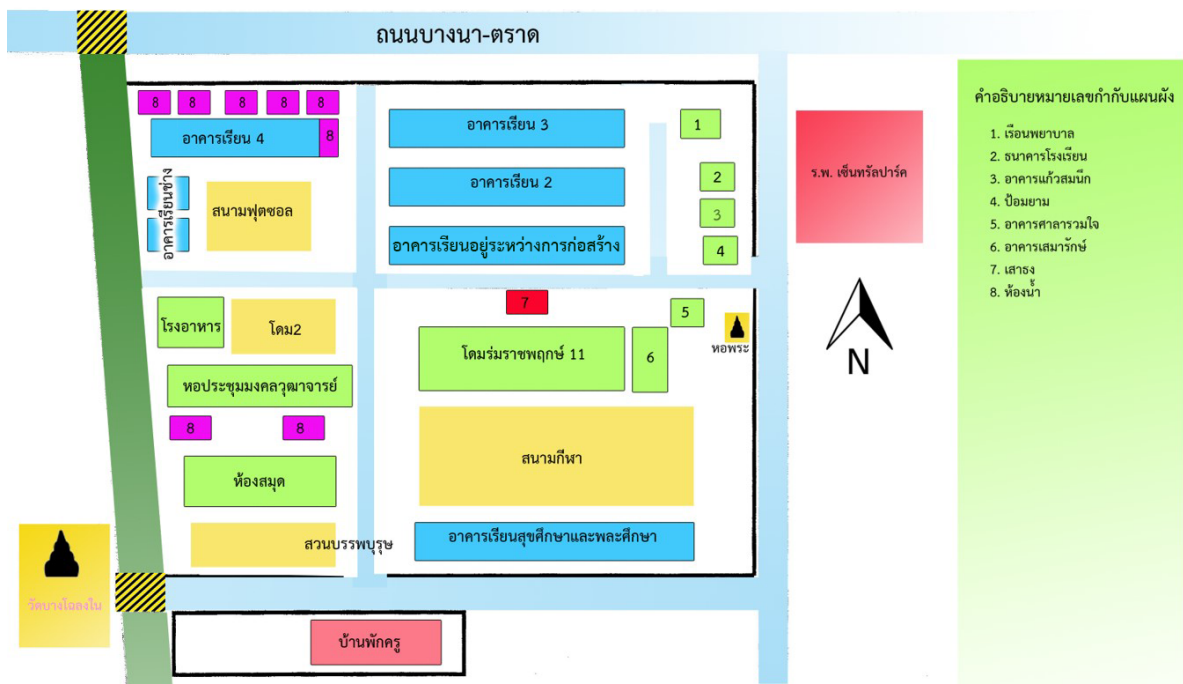 ถนนบางนา-ตราด
8 8 8 8 8
อาคารเรียน 4
8
อาคารเรียน 3
1
อาคารเรียนช่าง
สนามฟุตซอล
อาคารเรียน 2
2
3
อาคารเรียนอยู่ระหว่างการก่อสร้าง
4
ร.พ. เซ็นทรัลปาร์ค
N
โรงอาหาร
โดม2
7
5
โดมร่มราชพฤกษ์ 11
6
หอพระ
หอประชุมมงคลวุฒาจารย์
8 8
สนามกีฬา
ห้องสมุด
สวนบรรพบุรุษ
อาคารเรียนสุขศึกษาและพละศึกษา
วัดบางโฉลงใน
บ้านพักครู
คำอธิบายหมายเลขกำกับแผนผัง
1. เรือนพยาบาล
2. ธนาคารโรงเรียน
3. อาคารแก้วสมนึก
4. ป้อมยาม
5. อาคารศาลารวมใจ
6. อาคารเสมารักษ์
7. เสาธง
8. ห้องน้ำ